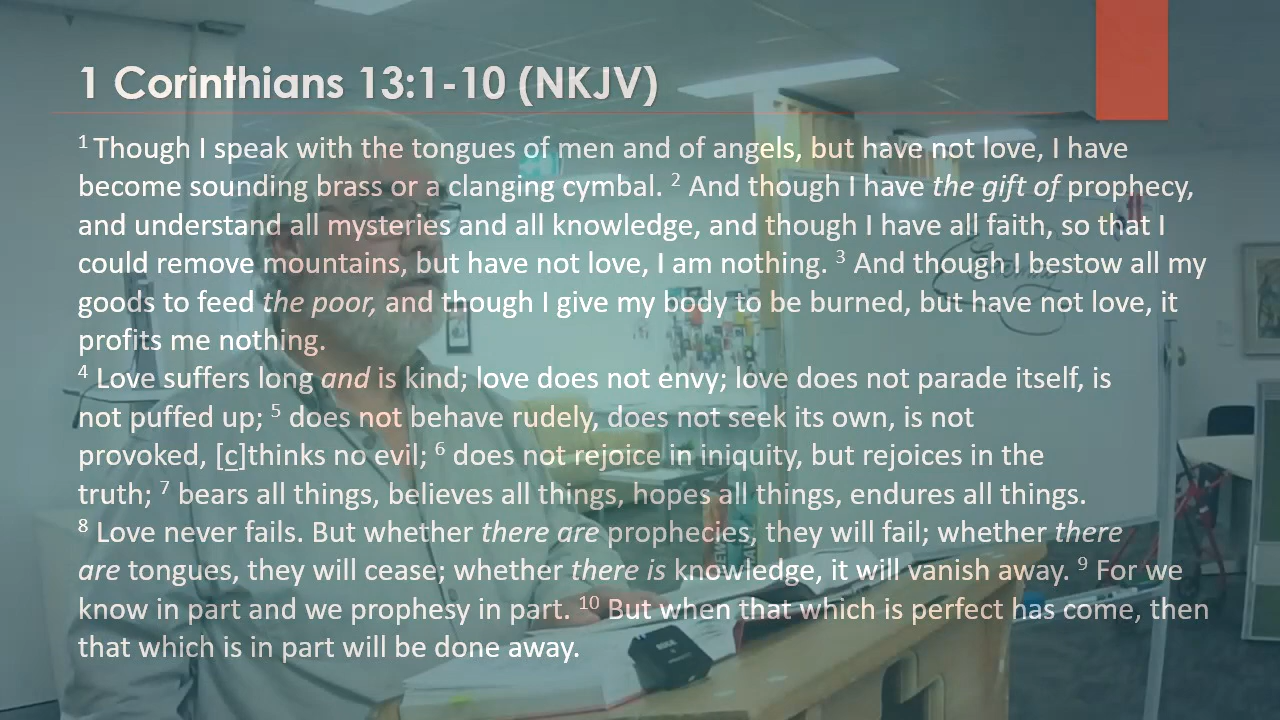 1 Corinthians 13:1-10 (NKJV)
1 Though I speak with the tongues of men and of angels, but have not love, I have
become sounding brass or a clanging cymbal. 2 And though I have the gift of prophecy,
and understand all mysteries and all knowledge, and though I have all faith, so that I
could remove mountains, but have not love, I am nothing. 3 And though I bestow all my
goods to feed the poor, and though I give my body to be burned, but have not love, it
profits me nothing.
4 Love suffers long and is kind; love does not envy; love does not parade itself, is
not puffed up; 5 does not behave rudely, does not seek its own, is not
provoked, [c]thinks no evil; 6 does not rejoice in iniquity, but rejoices in the
truth; 7 bears all things, believes all things, hopes all things, endures all things.
8 Love never fails. But whether there are prophecies, they will fail; whether there
are tongues, they will cease; whether there is knowledge, it will vanish away. 9 For we
know in part and we prophesy in part. 10 But when that which is perfect has come, then
that which is in part will be done away.